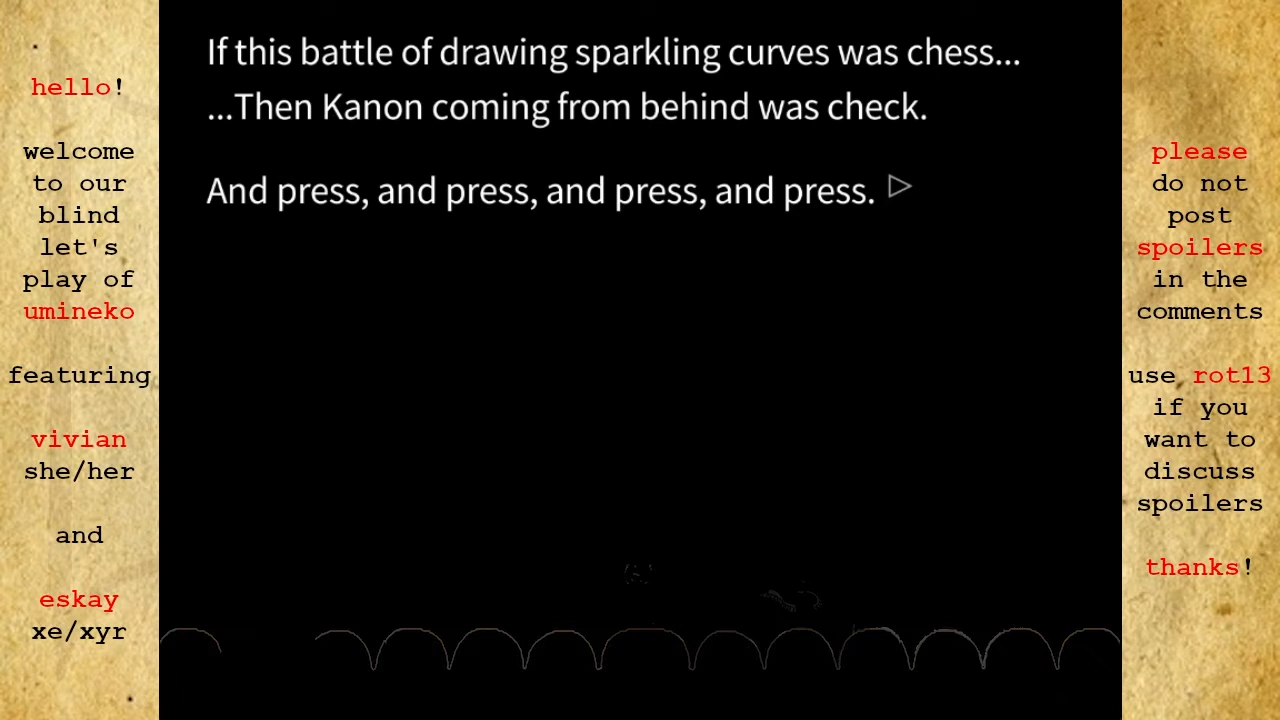 hello!
welcome
to our
blind
let's
play of
umineko
featuring
vivian
she/her
and
eskay
xe/xyr
If this battle of drawing sparkling curves was chess...
...Then Kanon coming from behind was check.
And press, and press, and press, and press.
please
do not
post
spoilers
in the
comments
use rot13
if you
want to
discuss
spoilers
thanks!